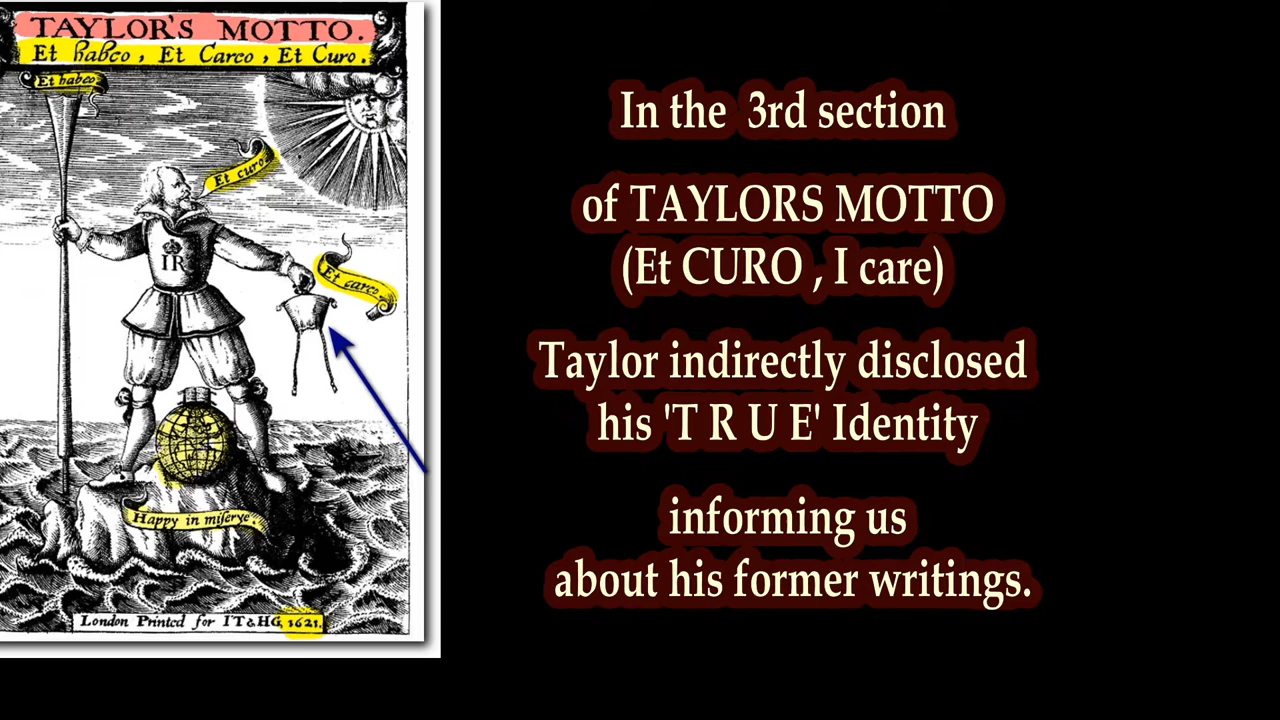 TAYLOR'S MOTTO.
Et habeo, Et Careo, Et Curo.
Et habeo
Et curo
IR
Et careo
Happy in miserye.
London Printed for IT & HG, 1621.
In the 3rd section
of TAYLORS MOTTO
(Et CURO , I care)
Taylor indirectly disclosed
his 'T R U E' Identity
informing us
about his former writings.